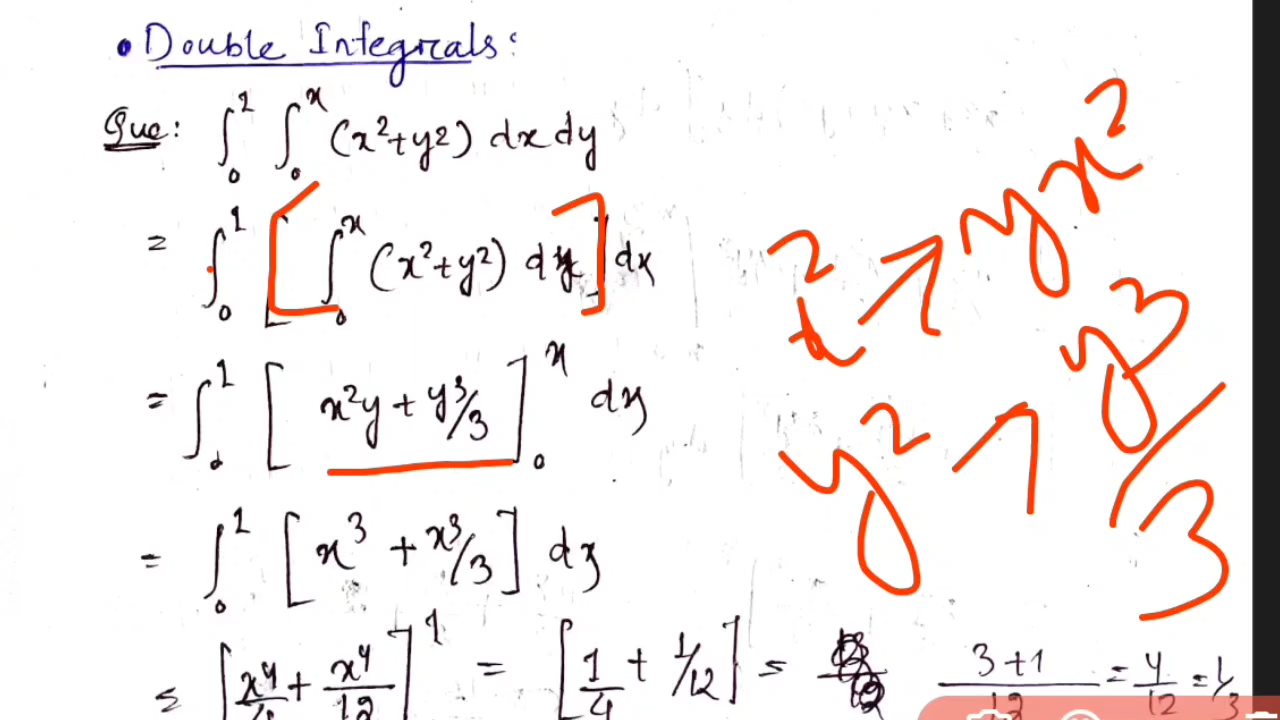 • Double Integrals:
Que: ∫₀¹ ∫₀ˣ (x²+y²) dx dy
= ∫₀¹ [ ∫₀ˣ (x²+y²) dy ] dx
x² → yx²
= ∫₀¹ [ x²y + y³/3 ]₀ˣ dx
y² → y³/3
= ∫₀¹ [ x³ + x³/3 ] dx
= [ x⁴/4 + x⁴/12 ]¹ = [ 1/4 + 1/12 ] = 3+1/12 = 4/12 = 1/3